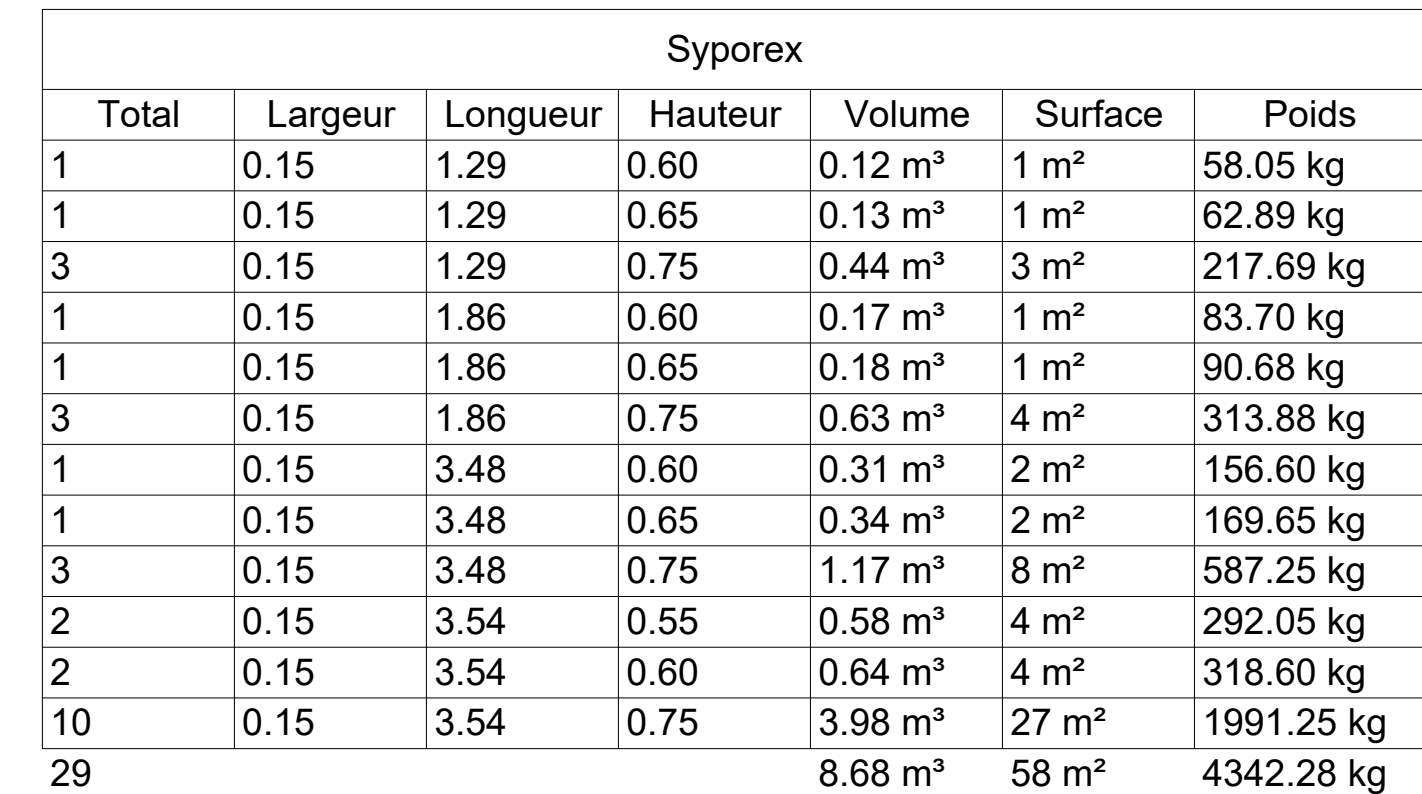 Syporex
Total Largeur Longueur Hauteur Volume Surface Poids
1 0.15 1.29 0.60 0.12 m³ 1 m² 58.05 kg
1 0.15 1.29 0.65 0.13 m³ 1 m² 62.89 kg
3 0.15 1.29 0.75 0.44 m³ 3 m² 217.69 kg
1 0.15 1.86 0.60 0.17 m³ 1 m² 83.70 kg
1 0.15 1.86 0.65 0.18 m³ 1 m² 90.68 kg
3 0.15 1.86 0.75 0.63 m³ 4 m² 313.88 kg
1 0.15 3.48 0.60 0.31 m³ 2 m² 156.60 kg
1 0.15 3.48 0.65 0.34 m³ 2 m² 169.65 kg
3 0.15 3.48 0.75 1.17 m³ 8 m² 587.25 kg
2 0.15 3.54 0.55 0.58 m³ 4 m² 292.05 kg
2 0.15 3.54 0.60 0.64 m³ 4 m² 318.60 kg
10 0.15 3.54 0.75 3.98 m³ 27 m² 1991.25 kg
29 8.68 m³ 58 m² 4342.28 kg